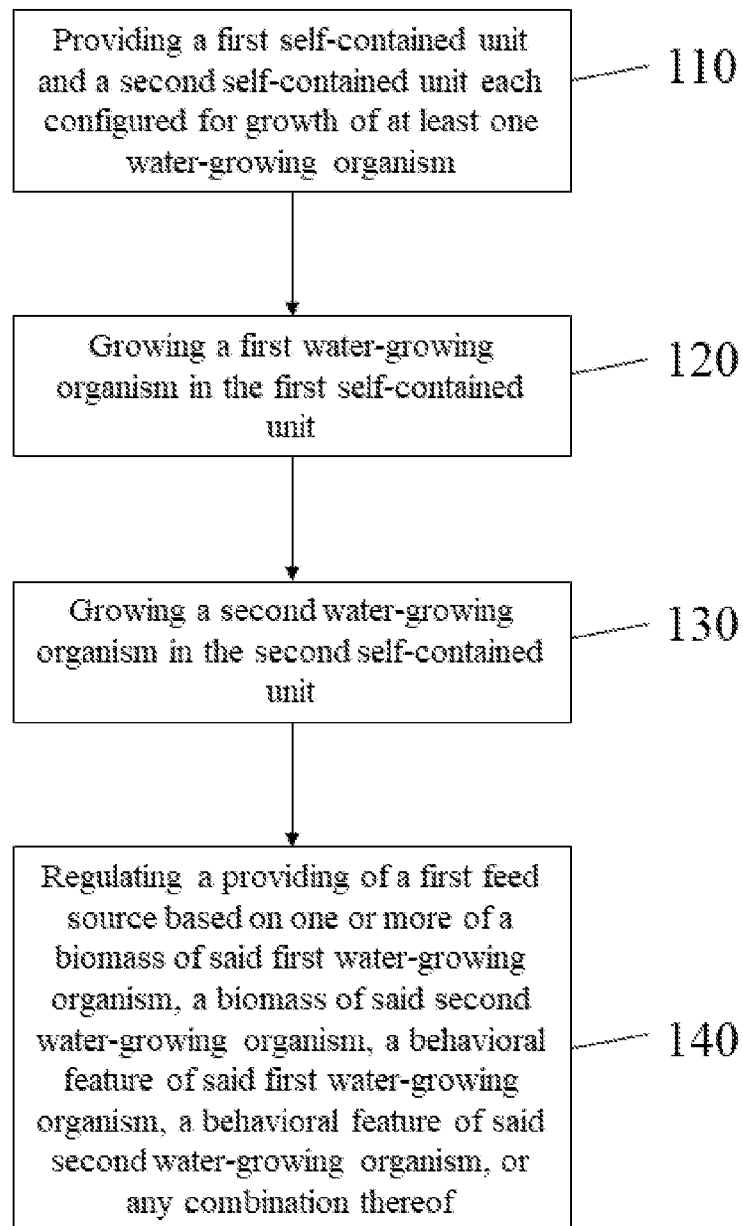 Providing a first self-contained unit
and a second self-contained unit each
configured for growth of at least one
water-growing organism
110
Growing a first water-growing
organism in the first self-contained
unit
120
Growing a second water-growing
organism in the second self-contained
unit
130
Regulating a providing of a first feed
source based on one or more of a
biomass of said first water-growing
organism, a biomass of said second
water-growing organism, a behavioral
feature of said first water-growing
organism, a behavioral feature of said
second water-growing organism, or
any combination thereof
140